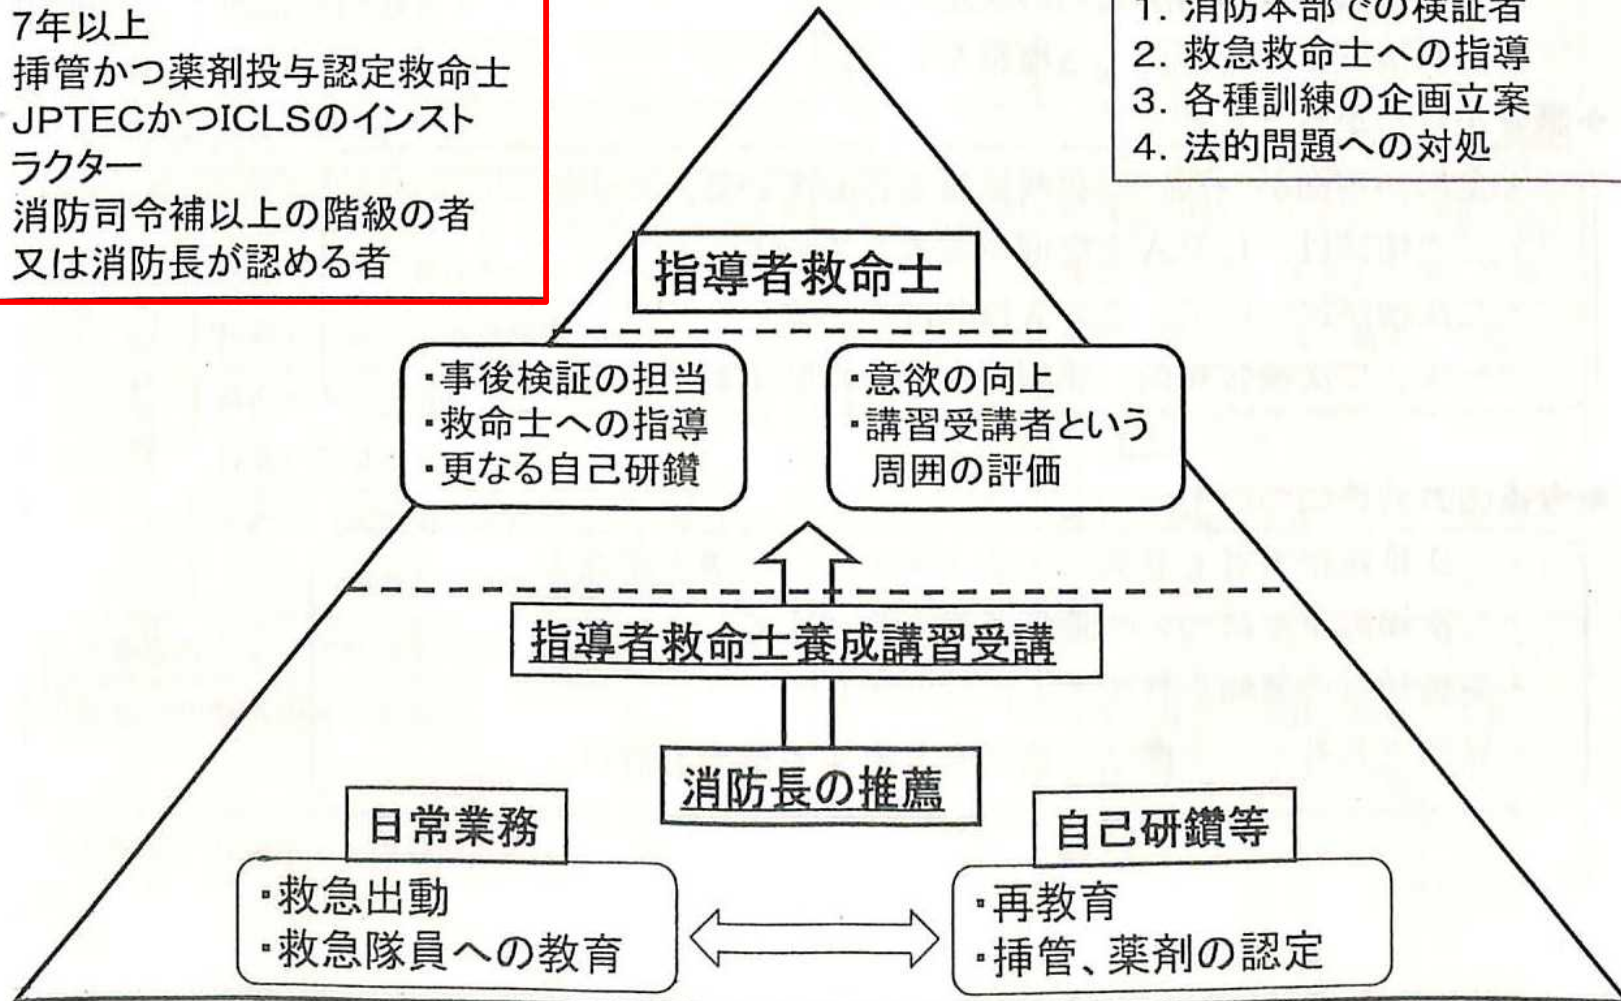 7年以上
挿管かつ薬剤投与認定救命士
JPTECかつICLSのインスト
ラクター
消防司令補以上の階級の者
又は消防長が認める者
1. 消防本部での検証者
2. 救急救命士への指導
3. 各種訓練の企画立案
4. 法的問題への対処
指導者救命士
・事後検証の担当
・救命士への指導
・更なる自己研鑽
・意欲の向上
・講習受講者という
周囲の評価
指導者救命士養成講習受講
消防長の推薦
日常業務
・救急出動
・救急隊員への教育
自己研鑽等
・再教育
・挿管、薬剤の認定